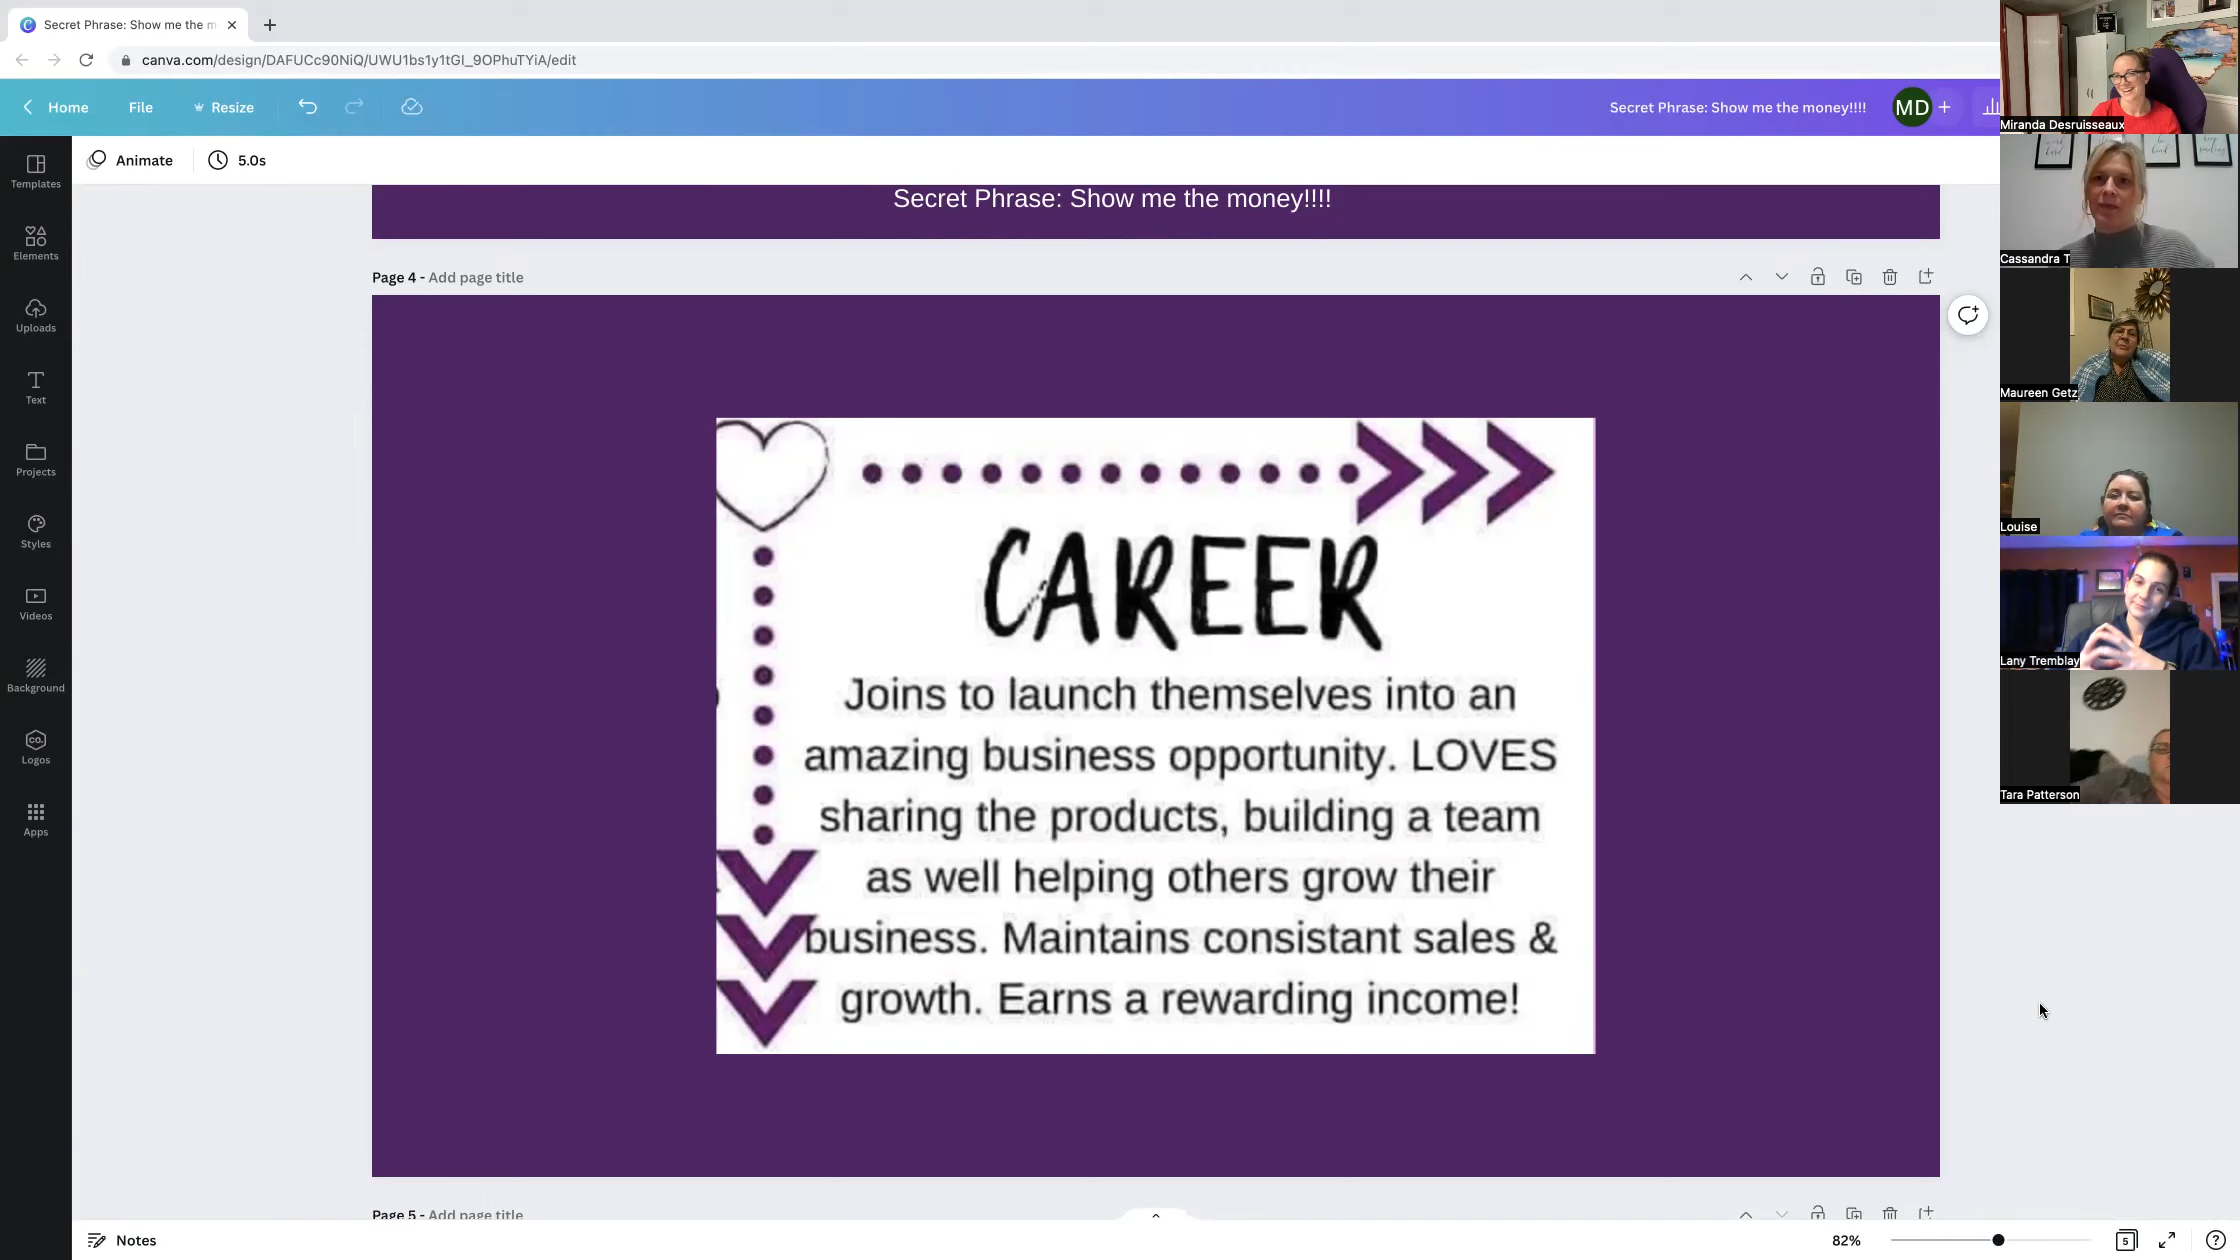 Secret Phrase: Show me the m
canva.com/design/DAFUCc90NiQ/UWU1bs1y1tGI_9OPhuTYiA/edit
Home
File
Resize
Secret Phrase: Show me the money!!!!
MD
Animate
5.0s
Templates
Elements
Uploads
Text
Projects
Styles
Videos
Background
CO.
Logos
Apps
Secret Phrase: Show me the money!!!!
Page 4 - Add page title
CAREER
Joins to launch themselves into an
amazing business opportunity. LOVES
sharing the products, building a team
as well helping others grow their
business. Maintains consistant sales &
growth. Earns a rewarding income!
Page 5 - Add page title
Notes
82%
5
?
Miranda Desruisseaux
Cassandra T
Maureen Getz
Louise
Lany Tremblay
Tara Patterson